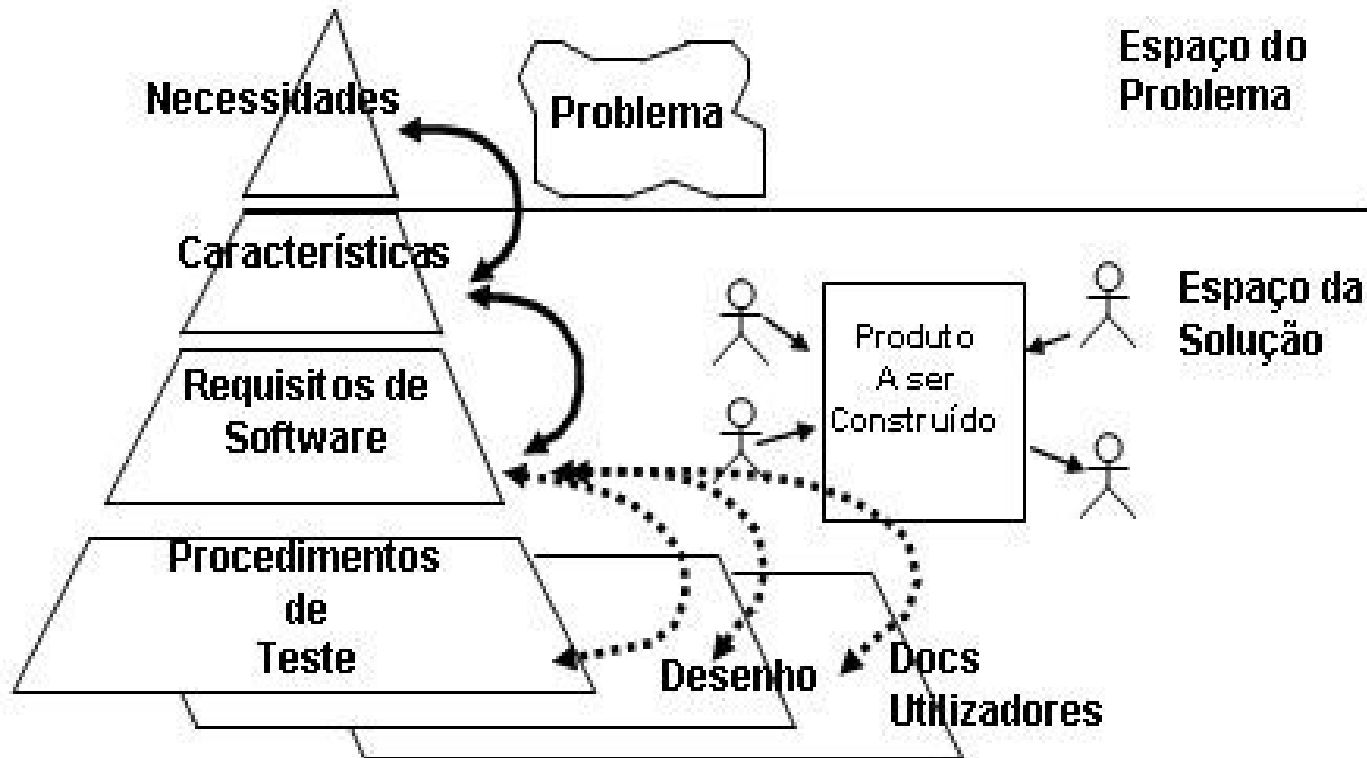 Espaço do
Problema
Necessidades
Problema
Características
Espaço da
Solução
Produto
A ser
Construído
Requisitos de
Software
Procedimentos
de
Teste
Desenho
Docs
Utilizadores